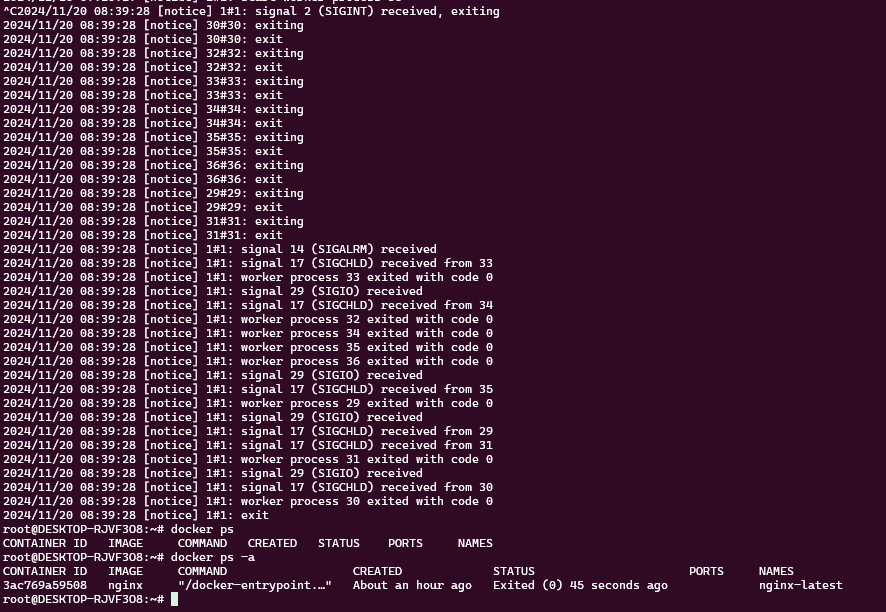 ^C2024/11/20 08:39:28 [notice] 1#1: signal 2 (SIGINT) received, exiting
2024/11/20 08:39:28 [notice] 30#30: exiting
2024/11/20 08:39:28 [notice] 30#30: exit
2024/11/20 08:39:28 [notice] 32#32: exiting
2024/11/20 08:39:28 [notice] 32#32: exit
2024/11/20 08:39:28 [notice] 33#33: exiting
2024/11/20 08:39:28 [notice] 33#33: exit
2024/11/20 08:39:28 [notice] 34#34: exiting
2024/11/20 08:39:28 [notice] 34#34: exit
2024/11/20 08:39:28 [notice] 35#35: exiting
2024/11/20 08:39:28 [notice] 35#35: exit
2024/11/20 08:39:28 [notice] 36#36: exiting
2024/11/20 08:39:28 [notice] 36#36: exit
2024/11/20 08:39:28 [notice] 29#29: exiting
2024/11/20 08:39:28 [notice] 29#29: exit
2024/11/20 08:39:28 [notice] 31#31: exiting
2024/11/20 08:39:28 [notice] 31#31: exit
2024/11/20 08:39:28 [notice] 1#1: signal 14 (SIGALRM) received
2024/11/20 08:39:28 [notice] 1#1: signal 17 (SIGCHLD) received from 33
2024/11/20 08:39:28 [notice] 1#1: worker process 33 exited with code 0
2024/11/20 08:39:28 [notice] 1#1: signal 29 (SIGIO) received
2024/11/20 08:39:28 [notice] 1#1: signal 17 (SIGCHLD) received from 34
2024/11/20 08:39:28 [notice] 1#1: worker process 32 exited with code 0
2024/11/20 08:39:28 [notice] 1#1: worker process 34 exited with code 0
2024/11/20 08:39:28 [notice] 1#1: worker process 35 exited with code 0
2024/11/20 08:39:28 [notice] 1#1: worker process 36 exited with code 0
2024/11/20 08:39:28 [notice] 1#1: signal 29 (SIGIO) received
2024/11/20 08:39:28 [notice] 1#1: signal 17 (SIGCHLD) received from 35
2024/11/20 08:39:28 [notice] 1#1: worker process 29 exited with code 0
2024/11/20 08:39:28 [notice] 1#1: signal 29 (SIGIO) received
2024/11/20 08:39:28 [notice] 1#1: signal 17 (SIGCHLD) received from 29
2024/11/20 08:39:28 [notice] 1#1: signal 17 (SIGCHLD) received from 31
2024/11/20 08:39:28 [notice] 1#1: worker process 31 exited with code 0
2024/11/20 08:39:28 [notice] 1#1: signal 29 (SIGIO) received
2024/11/20 08:39:28 [notice] 1#1: signal 17 (SIGCHLD) received from 30
2024/11/20 08:39:28 [notice] 1#1: worker process 30 exited with code 0
2024/11/20 08:39:28 [notice] 1#1: exit
root@DESKTOP-RJVF3O8:~# docker ps
CONTAINER ID   IMAGE     COMMAND   CREATED   STATUS    PORTS     NAMES
root@DESKTOP-RJVF3O8:~# docker ps -a
CONTAINER ID   IMAGE     COMMAND                  CREATED             STATUS                      PORTS     NAMES
3ac769a59508   nginx     "/docker-entrypoint.…"   About an hour ago   Exited (0) 45 seconds ago             nginx-latest
root@DESKTOP-RJVF3O8:~#